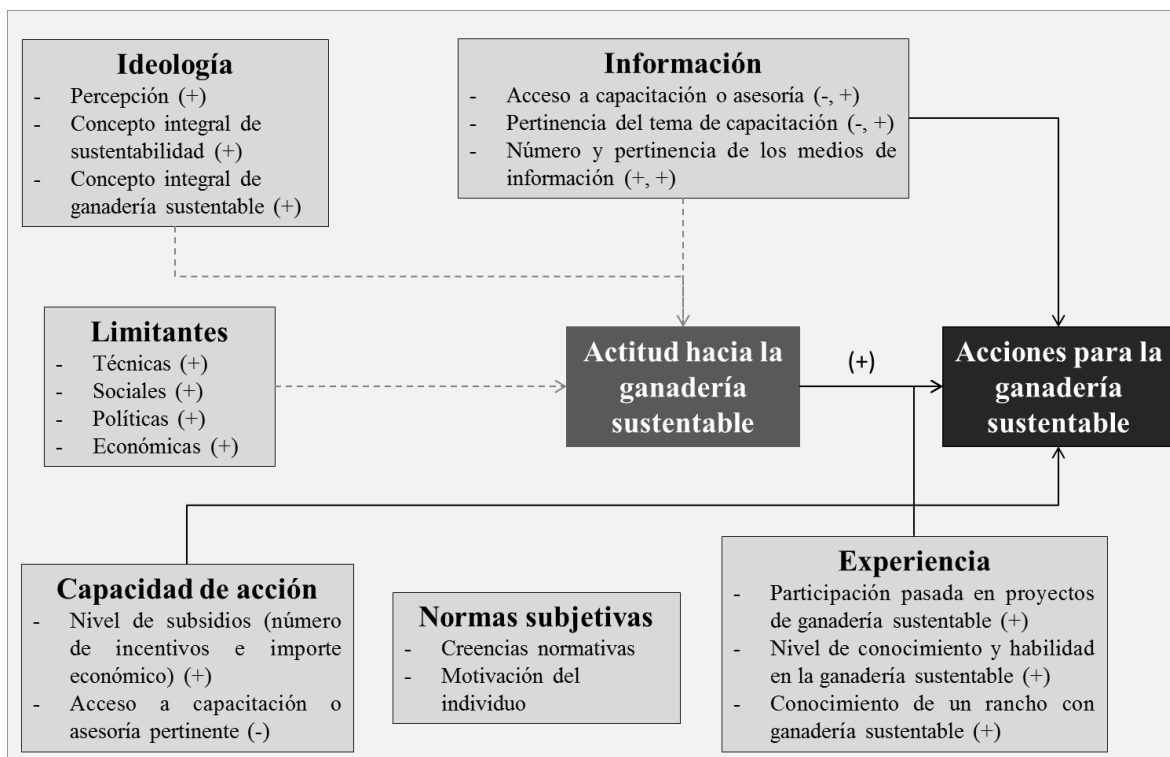 Ideología
- Percepción (+)
- Concepto integral de
sustentabilidad (+)
- Concepto integral de
ganadería sustentable (+)
Información
- Acceso a capacitación o asesoría (-, +)
- Pertinencia del tema de capacitación (-, +)
- Número y pertinencia de los medios de
información (+, +)
Limitantes
- Técnicas (+)
- Sociales (+)
- Políticas (+)
- Económicas (+)
Actitud hacia la
ganadería
sustentable
(+)
Acciones para la
ganadería
sustentable
Capacidad de acción
- Nivel de subsidios (número
de incentivos e importe
económico) (+)
- Acceso a capacitación o
asesoría pertinente (-)
Normas subjetivas
- Creencias normativas
- Motivación del
individuo
Experiencia
- Participación pasada en proyectos
de ganadería sustentable (+)
- Nivel de conocimiento y habilidad
en la ganadería sustentable (+)
- Conocimiento de un rancho con
ganadería sustentable (+)